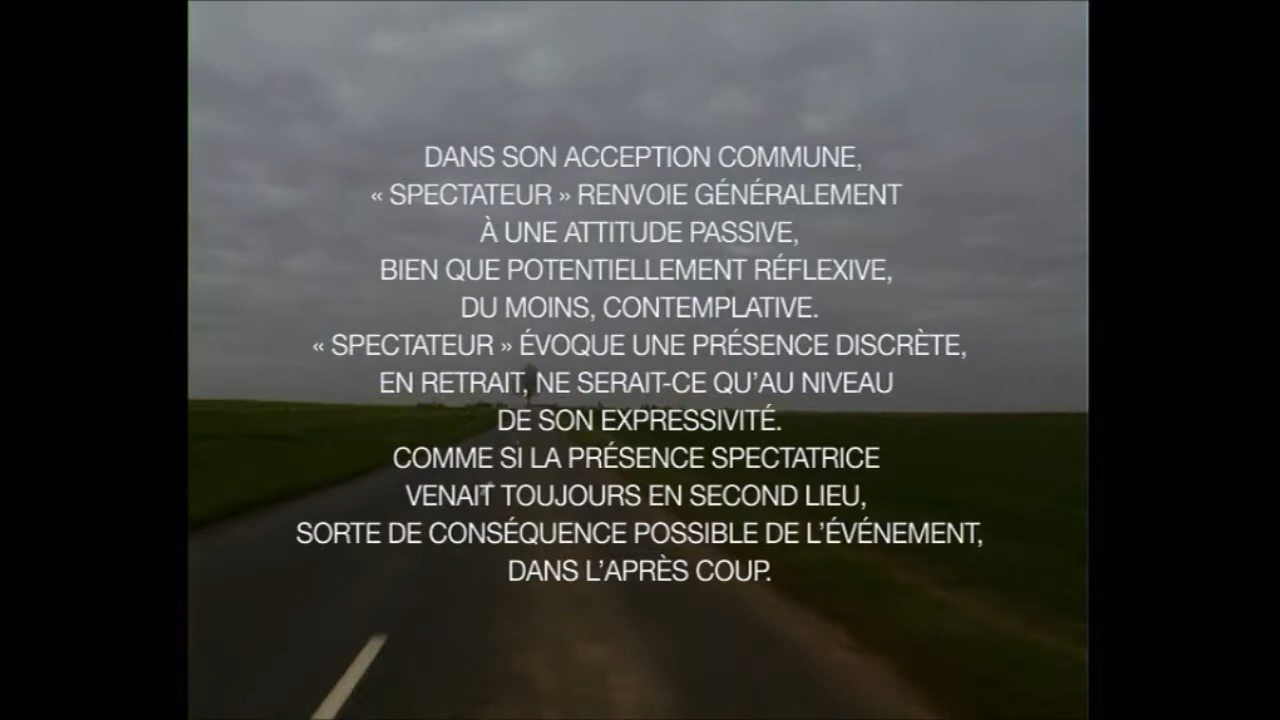 DANS SON ACCEPTION COMMUNE,
« SPECTATEUR » RENVOIE GÉNÉRALEMENT
À UNE ATTITUDE PASSIVE,
BIEN QUE POTENTIELLEMENT RÉFLEXIVE,
DU MOINS, CONTEMPLATIVE.
« SPECTATEUR » ÉVOQUE UNE PRÉSENCE DISCRÈTE,
EN RETRAIT, NE SERAIT-CE QU'AU NIVEAU
DE SON EXPRESSIVITÉ.
COMME SI LA PRÉSENCE SPECTATRICE
VENAIT TOUJOURS EN SECOND LIEU,
SORTE DE CONSÉQUENCE POSSIBLE DE L'ÉVÉNEMENT,
DANS L'APRÈS COUP.